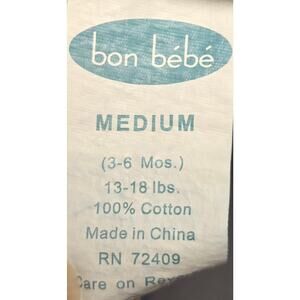 bon bébé
MEDIUM
(3-6 Mos.)
13-18 lbs.
100% Cotton
Made in China
RN 72409
Care on